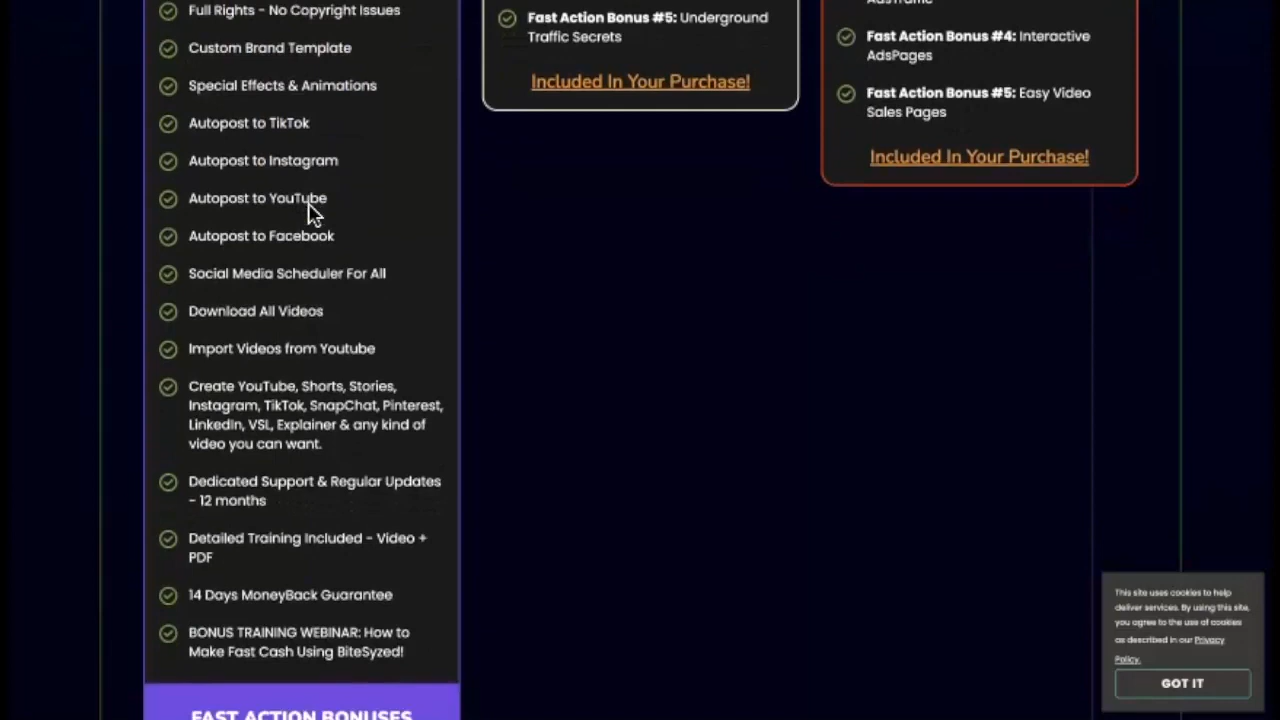 Full Rights - No Copyright Issues
Custom Brand Template
Special Effects & Animations
Autopost to TikTok
Autopost to Instagram
Autopost to YouTube
Autopost to Facebook
Social Media Scheduler For All
Download All Videos
Import Videos from Youtube
Create YouTube, Shorts, Stories,
Instagram, TikTok, SnapChat, Pinterest,
LinkedIn, VSL, Explainer & any kind of
video you can want.
Dedicated Support & Regular Updates
- 12 months
Detailed Training Included - Video +
PDF
14 Days MoneyBack Guarantee
BONUS TRAINING WEBINAR: How to
Make Fast Cash Using BiteSyzed!
FAST ACTION BONUSES
Fast Action Bonus #5: Underground
Traffic Secrets
Included In Your Purchase!
Fast Action Bonus #4: Interactive
AdsPages
Fast Action Bonus #5: Easy Video
Sales Pages
Included In Your Purchase!
This site uses cookies to help
deliver services. By using this site,
you agree to the use of cookies
as described in our Privacy
Policy.
GOT IT